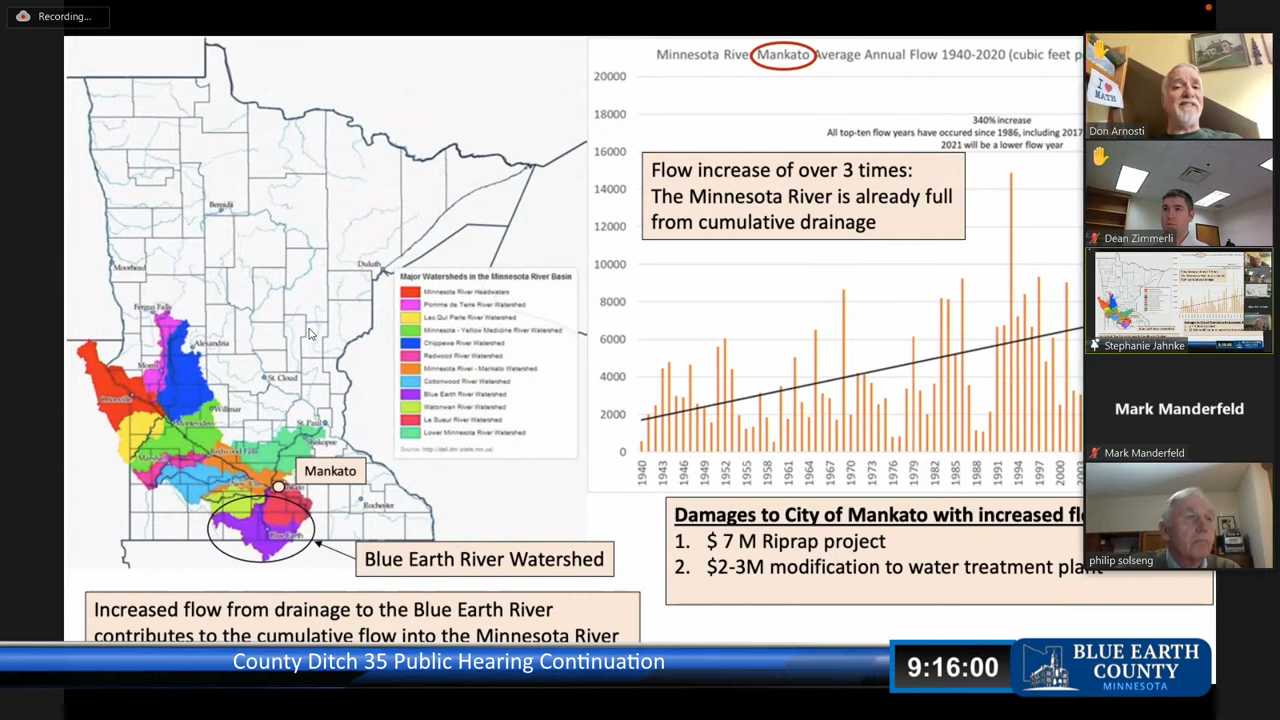 Recording...
Minnesota River Mankato Average Annual Flow 1940-2020 (cubic feet p
20000
18000
16000
14000
12000
10000
8000
6000
4000
2000
0
340% increase
All top-ten flow years have occured since 1986, including 2017
2021 will be a lower flow year
Flow increase of over 3 times:
The Minnesota River is already full
from cumulative drainage
1940
1943
1946
1949
1952
1955
1958
1961
1964
1967
1970
1973
1976
1979
1982
1985
1988
1991
1994
1997
2000
Bemidji
Moorhead
Duluth
Fergus Falls
Alexandria
St. Cloud
Willmar
Montevideo
St. Paul
Shakopee
Redwood Falls
Rochester
Blue Earth
Major Watersheds in the Minnesota River Basin
Minnesota River Headwaters
Pomme de Terre River Watershed
Lac Qui Parle River Watershed
Minnesota - Yellow Medicine River Watershed
Chippewa River Watershed
Redwood River Watershed
Minnesota River - Mankato Watershed
Cottonwood River Watershed
Blue Earth River Watershed
Watonwan River Watershed
Le Sueur River Watershed
Lower Minnesota River Watershed
Mankato
Blue Earth River Watershed
Increased flow from drainage to the Blue Earth River
contributes to the cumulative flow into the Minnesota River
Damages to City of Mankato with increased flo
1. $ 7 M Riprap project
2. $2-3M modification to water treatment plant
I
MATH
Don Arnosti
Dean Zimmerli
Stephanie Jahnke
Mark Manderfeld
Mark Manderfeld
philip solseng
County Ditch 35 Public Hearing Continuation
9:16:00
BLUE EARTH
COUNTY
MINNESOTA